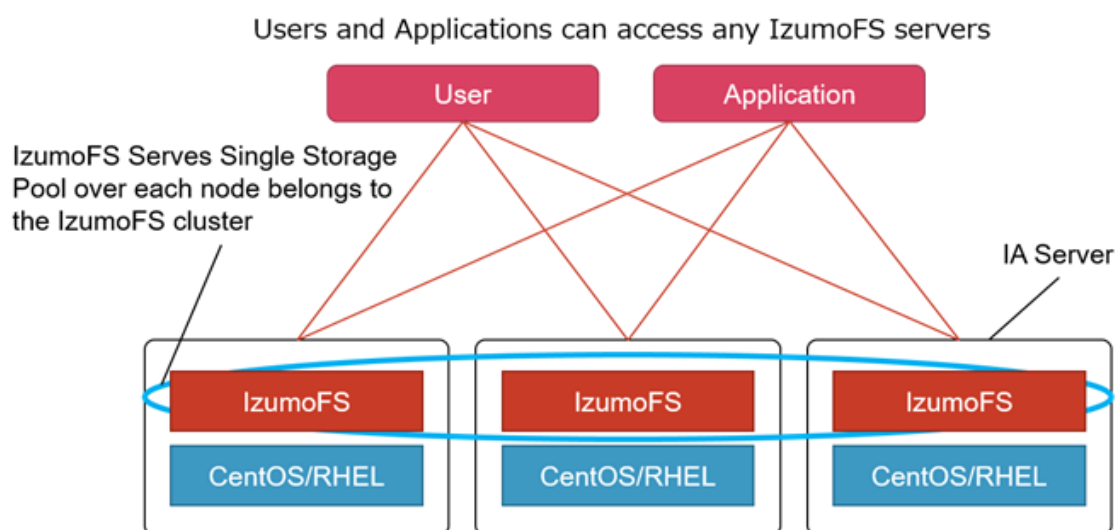 Users and Applications can access any IzumoFS servers
User
Application
IzumoFS Serves Single Storage
Pool over each node belongs to
the IzumoFS cluster
IA Server
IzumoFS
IzumoFS
IzumoFS
CentOS/RHEL
CentOS/RHEL
CentOS/RHEL